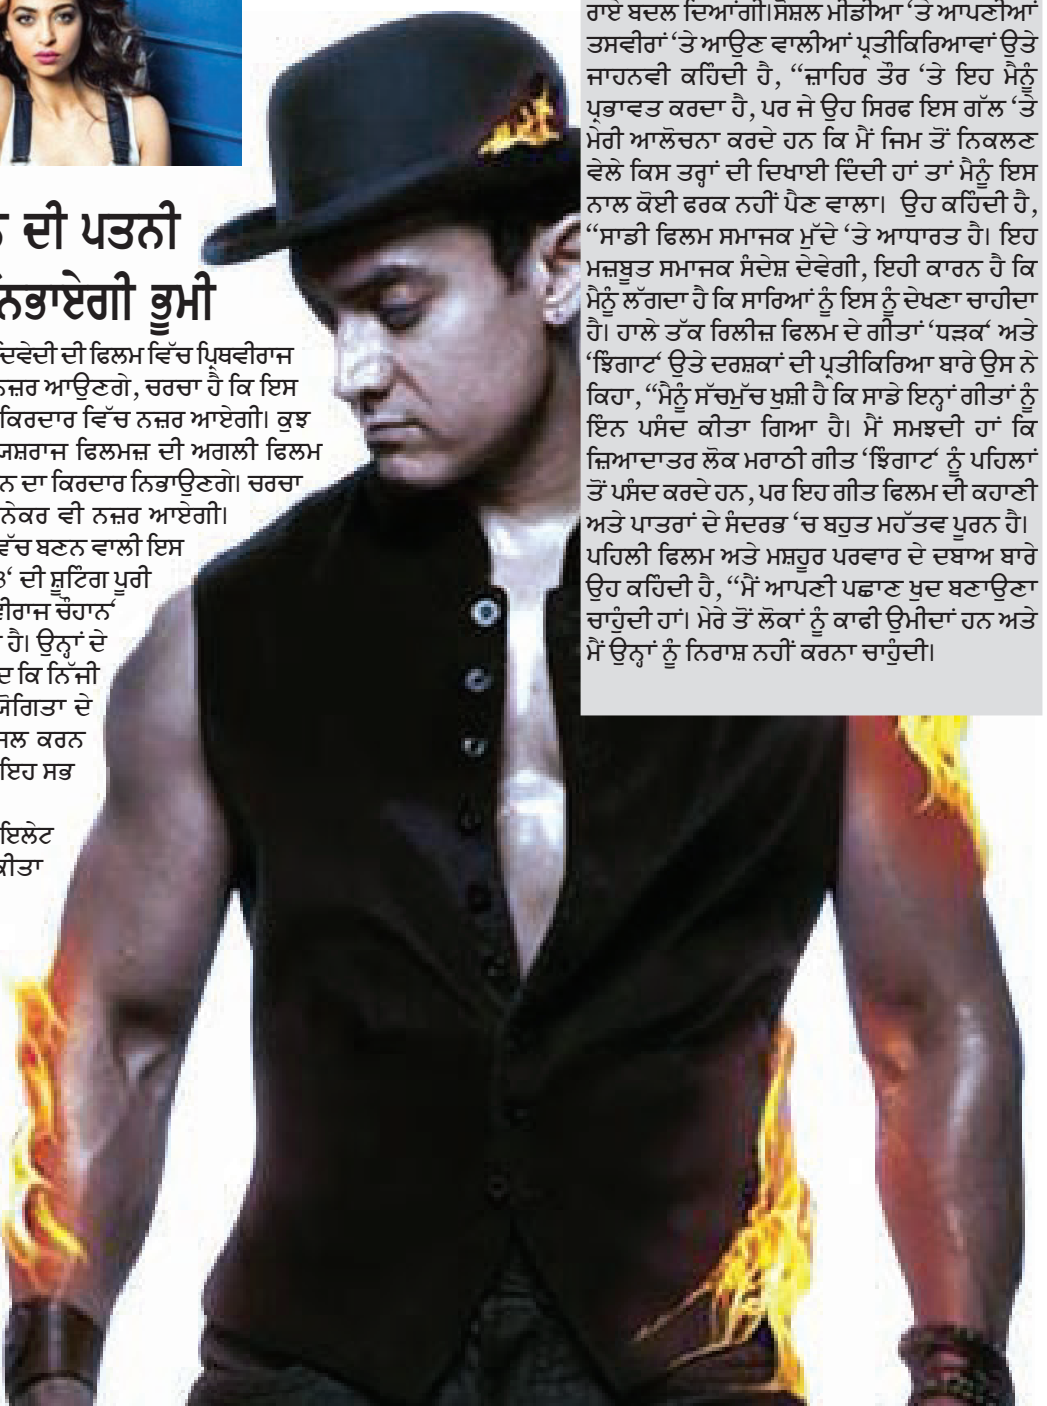 ਦੀ ਪਤਨੀ
ਨਿਭਾਏਗੀ ਭੂਮੀ
ਦਿਵੇਦੀ ਦੀ ਫਿਲਮ ਵਿੱਚ ਪ੍ਰਿਥਵੀਰਾਜ
ਨਜ਼ਰ ਆਉਣਗੇ, ਚਰਚਾ ਹੈ ਕਿ ਇਸ
ਕਿਰਦਾਰ ਵਿੱਚ ਨਜ਼ਰ ਆਏਗੀ। ਕੁਝ
ਯਸ਼ਰਾਜ ਫਿਲਮਜ਼ ਦੀ ਅਗਲੀ ਫਿਲਮ
ਨ ਦਾ ਕਿਰਦਾਰ ਨਿਭਾਉਣਗੇ। ਚਰਚਾ
ਨੇਕਰ ਵੀ ਨਜ਼ਰ ਆਏਗੀ।
ਵਿੱਚ ਬਣਨ ਵਾਲੀ ਇਸ
ਦੀ ਸ਼ੂਟਿੰਗ ਪੂਰੀ
ਵੀਰਾਜ ਚੌਹਾਨ‘
ਹੈ। ਉਨ੍ਹਾਂ ਦੇ
ਦ ਕਿ ਨਿੱਜੀ
ਯੋਗਿਤਾ ਦੇ
ਸਲ ਕਰਨ
ਇਹ ਸਭ
ਇਲੇਟ
ਕੀਤਾ
ਰਾਏ ਬਦਲ ਦਿਆਂਗੀ।ਸੋਸ਼ਲ ਮੀਡੀਆ ‘ਤੇ ਆਪਣੀਆਂ
ਤਸਵੀਰਾਂ ‘ਤੇ ਆਉਣ ਵਾਲੀਆਂ ਪ੍ਰਤੀਕਿਰਿਆਵਾਂ ਉਤੇ
ਜਾਹਨਵੀ ਕਹਿੰਦੀ ਹੈ, ‘‘ਜ਼ਾਹਿਰ ਤੌਰ ‘ਤੇ ਇਹ ਮੈਨੂੰ
ਪ੍ਰਭਾਵਤ ਕਰਦਾ ਹੈ, ਪਰ ਜੇ ਉਹ ਸਿਰਫ ਇਸ ਗੱਲ ‘ਤੇ
ਮੇਰੀ ਆਲੋਚਨਾ ਕਰਦੇ ਹਨ ਕਿ ਮੈਂ ਜਿਮ ਤੋਂ ਨਿਕਲਣ
ਵੇਲੇ ਕਿਸ ਤਰ੍ਹਾਂ ਦੀ ਦਿਖਾਈ ਦਿੰਦੀ ਹਾਂ ਤਾਂ ਮੈਨੂੰ ਇਸ
ਨਾਲ ਕੋਈ ਫਰਕ ਨਹੀਂ ਪੈਣ ਵਾਲਾ। ਉਹ ਕਹਿੰਦੀ ਹੈ,
‘‘ਸਾਡੀ ਫਿਲਮ ਸਮਾਜਕ ਮੁੱਦੇ ‘ਤੇ ਆਧਾਰਤ ਹੈ। ਇਹ
ਮਜ਼ਬੂਤ ਸਮਾਜਕ ਸੰਦੇਸ਼ ਦੇਵੇਗੀ, ਇਹੀ ਕਾਰਨ ਹੈ ਕਿ
ਮੈਨੂੰ ਲੱਗਦਾ ਹੈ ਕਿ ਸਾਰਿਆਂ ਨੂੰ ਇਸ ਨੂੰ ਦੇਖਣਾ ਚਾਹੀਦਾ
ਹੈ। ਹਾਲੇ ਤੱਕ ਰਿਲੀਜ਼ ਫਿਲਮ ਦੇ ਗੀਤਾਂ ‘ਧੜਕ‘ ਅਤੇ
‘ਝਿੰਗਾਟ‘ ਉਤੇ ਦਰਸ਼ਕਾਂ ਦੀ ਪ੍ਰਤੀਕਿਰਿਆ ਬਾਰੇ ਉਸ ਨੇ
ਕਿਹਾ, ‘‘ਮੈਨੂੰ ਸੱਚਮੁੱਚ ਖੁਸ਼ੀ ਹੈ ਕਿ ਸਾਡੇ ਇਨ੍ਹਾਂ ਗੀਤਾਂ ਨੂੰ
ਇੰਨ ਪਸੰਦ ਕੀਤਾ ਗਿਆ ਹੈ। ਮੈਂ ਸਮਝਦੀ ਹਾਂ ਕਿ
ਜ਼ਿਆਦਾਤਰ ਲੋਕ ਮਰਾਠੀ ਗੀਤ ‘ਝਿੰਗਾਟ‘ ਨੂੰ ਪਹਿਲਾਂ
ਤੋਂ ਪਸੰਦ ਕਰਦੇ ਹਨ, ਪਰ ਇਹ ਗੀਤ ਫਿਲਮ ਦੀ ਕਹਾਣੀ
ਅਤੇ ਪਾਤਰਾਂ ਦੇ ਸੰਦਰਭ ‘ਚ ਬਹੁਤ ਮਹੱਤਵ ਪੂਰਨ ਹੈ।
ਪਹਿਲੀ ਫਿਲਮ ਅਤੇ ਮਸ਼ਹੂਰ ਪਰਵਾਰ ਦੇ ਦਬਾਅ ਬਾਰੇ
ਉਹ ਕਹਿੰਦੀ ਹੈ, ‘‘ਮੈਂ ਆਪਣੀ ਪਛਾਣ ਖੁਦ ਬਣਾਉਣਾ
ਚਾਹੁੰਦੀ ਹਾਂ। ਮੇਰੇ ਤੋਂ ਲੋਕਾਂ ਨੂੰ ਕਾਫੀ ਉਮੀਦਾਂ ਹਨ ਅਤੇ
ਮੈਂ ਉਨ੍ਹਾਂ ਨੂੰ ਨਿਰਾਸ਼ ਨਹੀਂ ਕਰਨਾ ਚਾਹੁੰਦੀ।